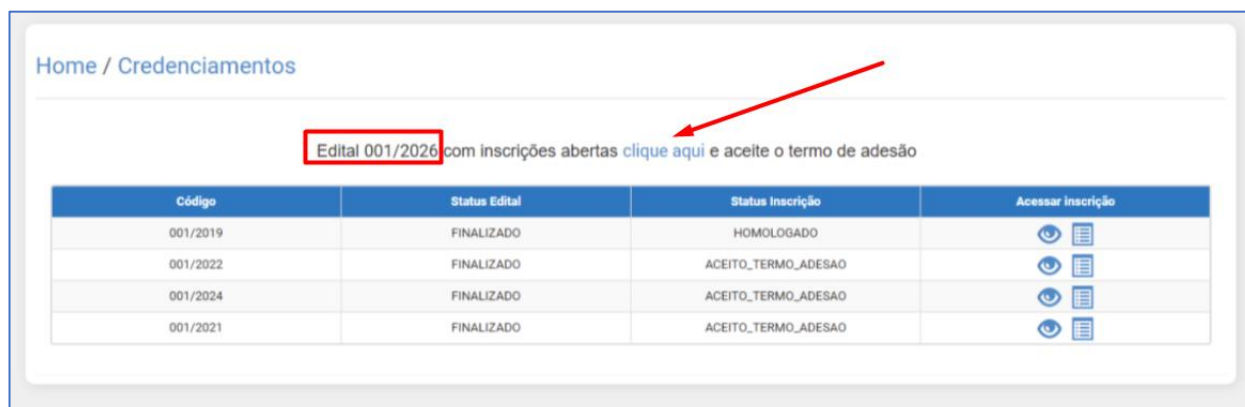 Home / Credenciamentos
Edital 001/2026 com inscrições abertas clique aqui e aceite o termo de adesão
Código Status Edital Status Inscrição Acessar inscrição
001/2019 FINALIZADO HOMOLOGADO
001/2022 FINALIZADO ACEITO_TERMO_ADESAO
001/2024 FINALIZADO ACEITO_TERMO_ADESAO
001/2021 FINALIZADO ACEITO_TERMO_ADESAO